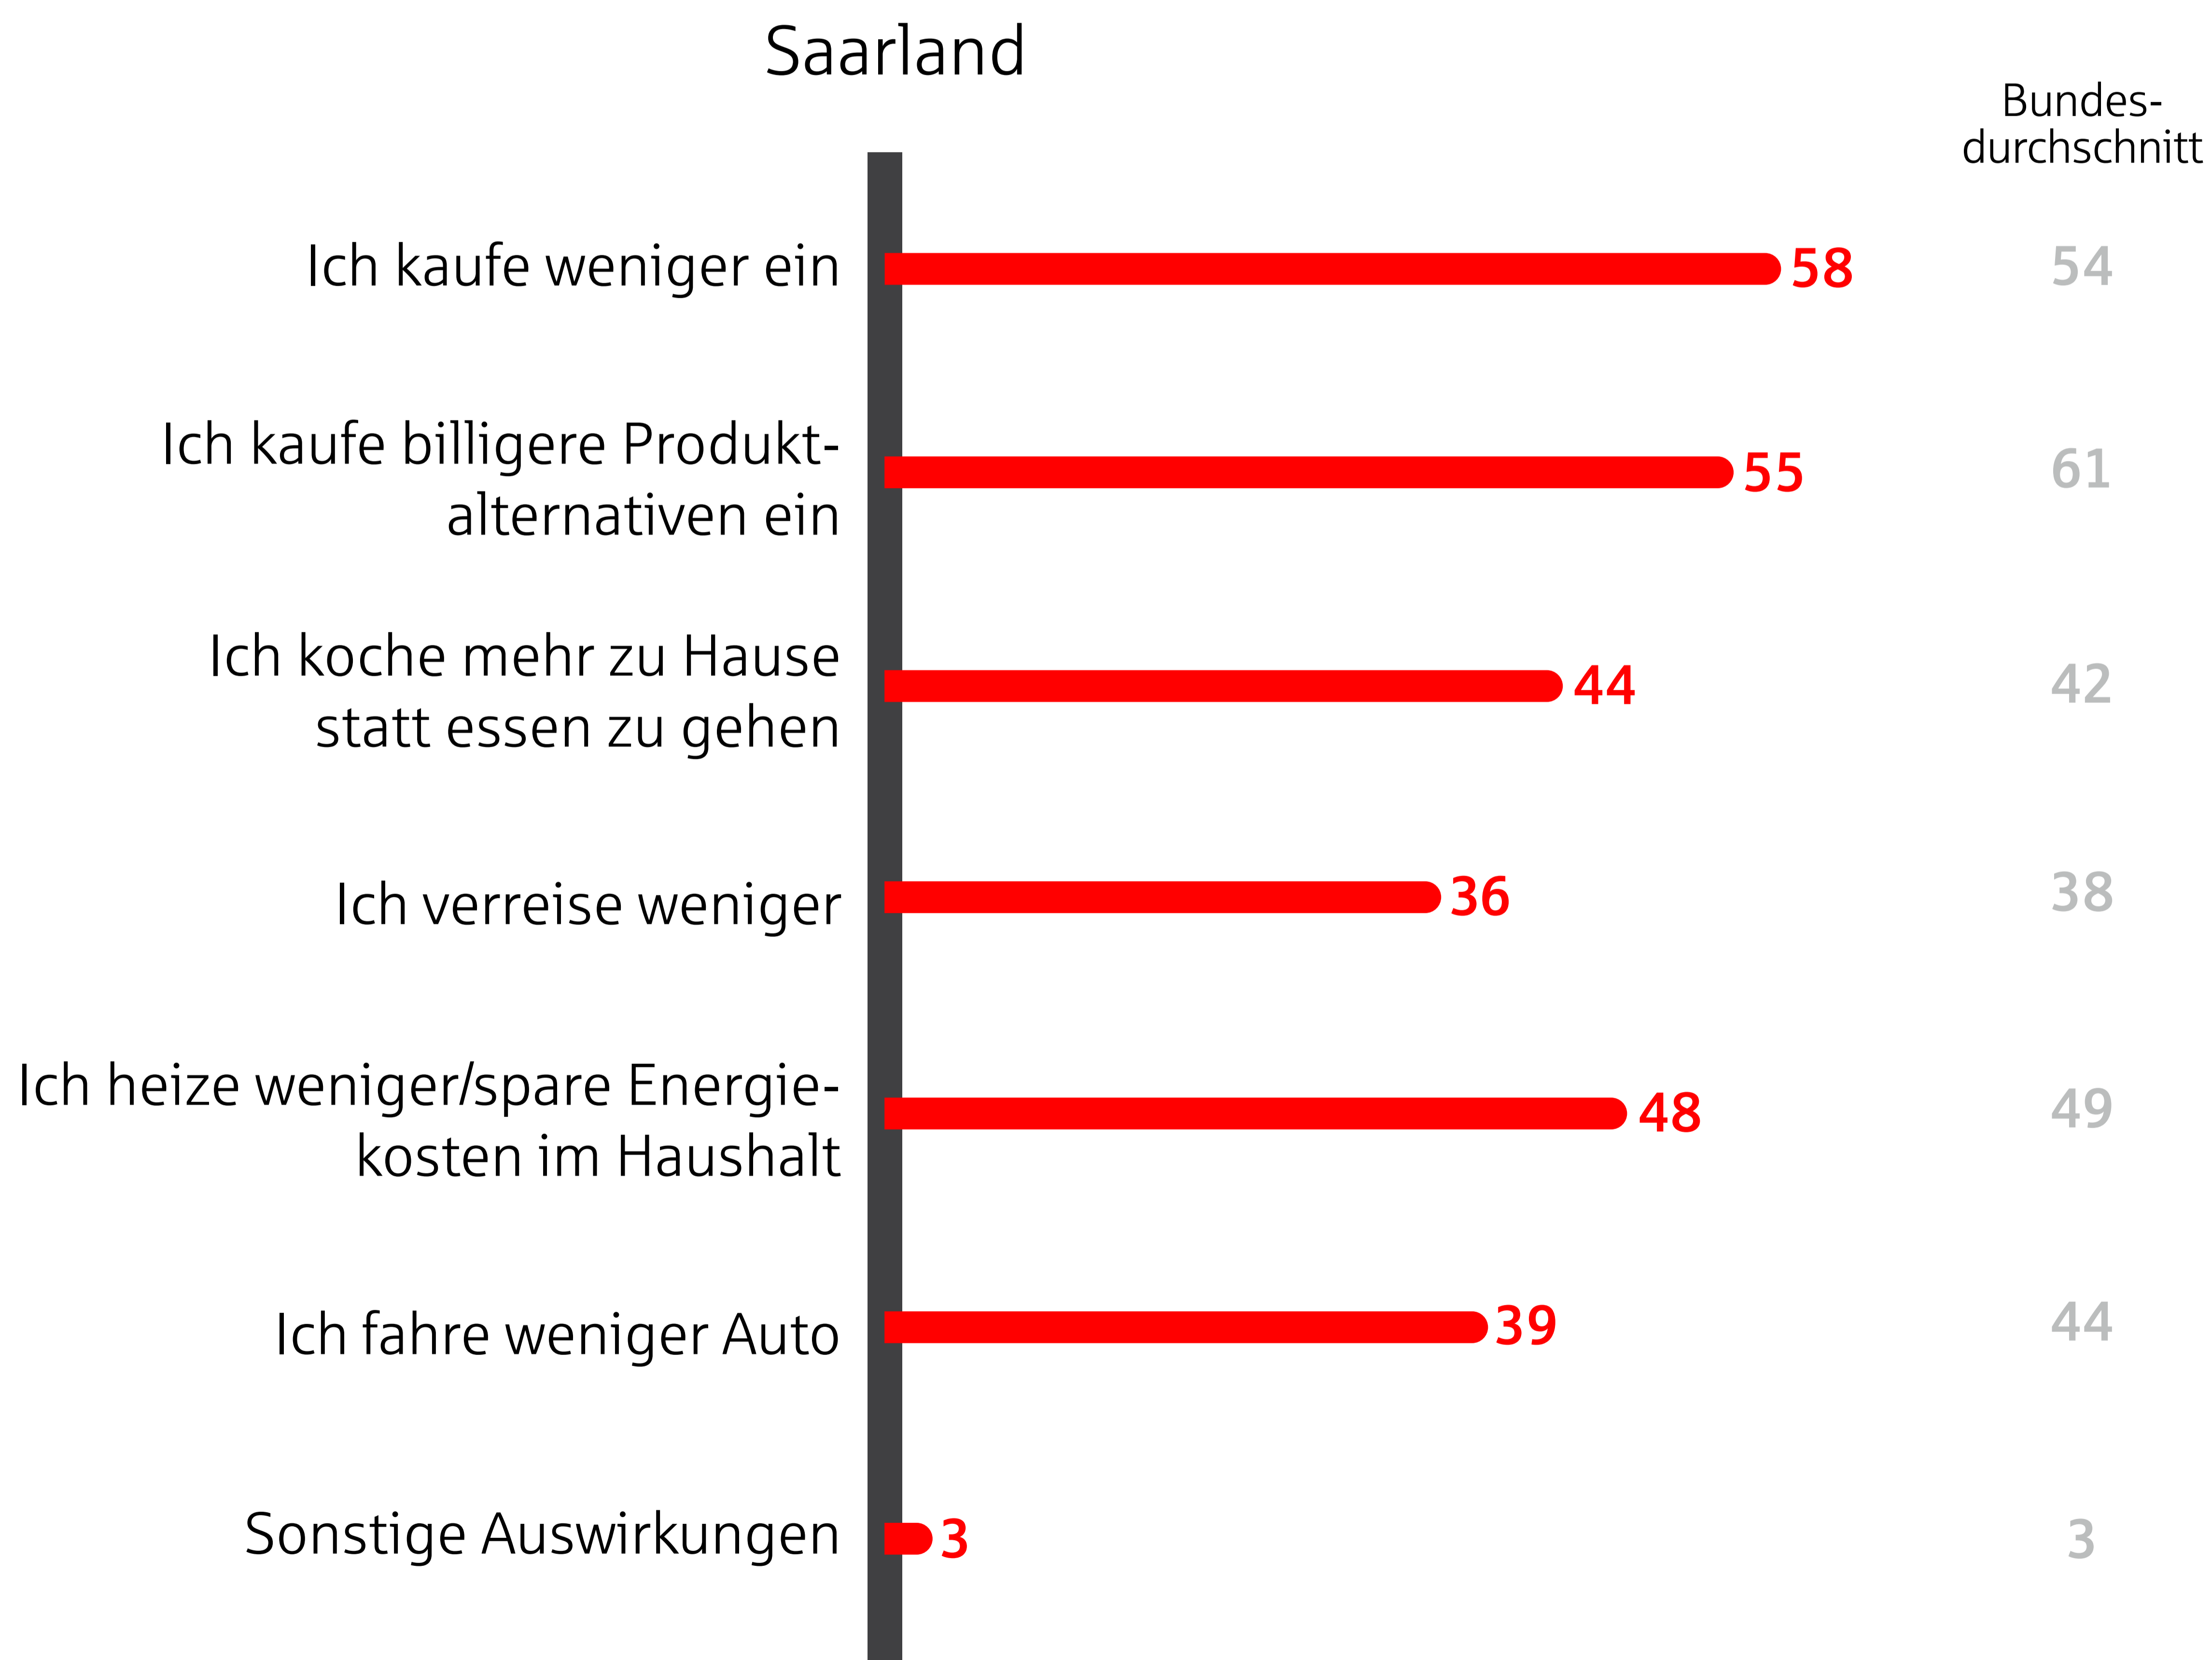 Saarland
Bundes-
durchschnitt
Ich kaufe weniger ein
58
54
Ich kaufe billigere Produkt-
alternativen ein
55
61
Ich koche mehr zu Hause
statt essen zu gehen
44
42
Ich verreise weniger
36
38
Ich heize weniger/spare Energie-
kosten im Haushalt
48
49
Ich fahre weniger Auto
39
44
Sonstige Auswirkungen
3
3